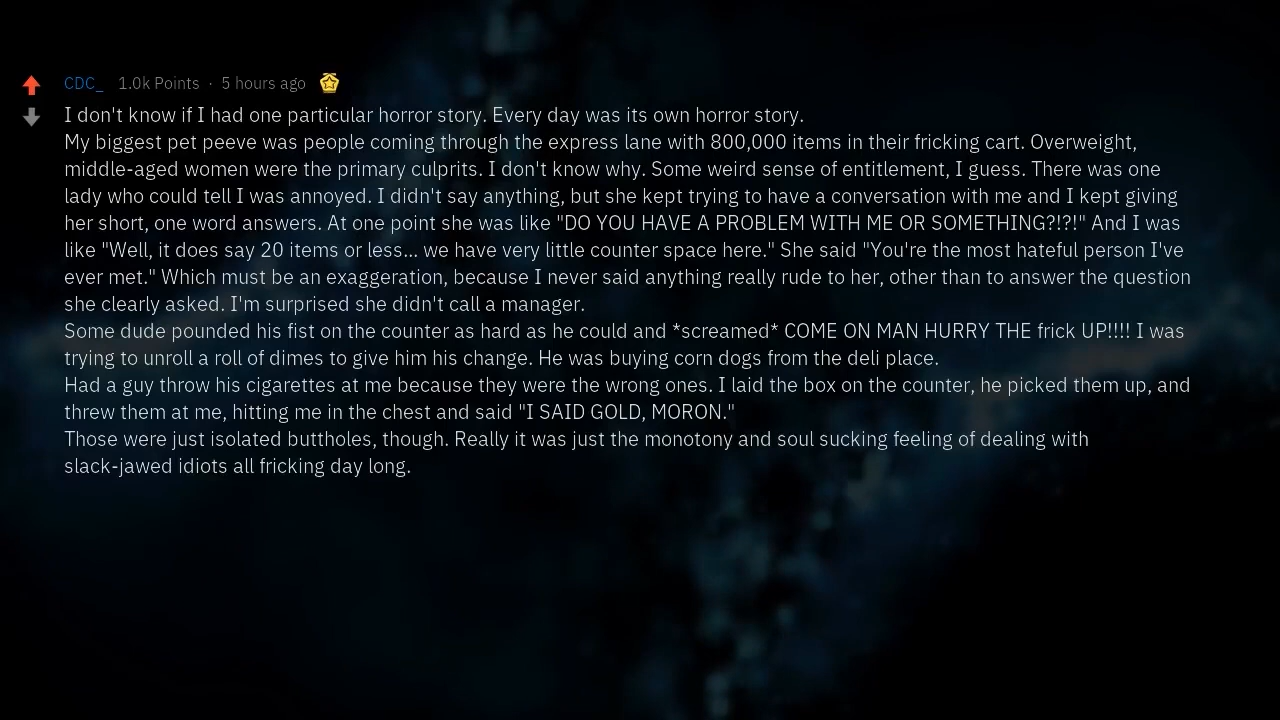 CDC_ 1.0k Points · 5 hours ago
I don't know if I had one particular horror story. Every day was its own horror story.
My biggest pet peeve was people coming through the express lane with 800,000 items in their fricking cart. Overweight,
middle-aged women were the primary culprits. I don't know why. Some weird sense of entitlement, I guess. There was one
lady who could tell I was annoyed. I didn't say anything, but she kept trying to have a conversation with me and I kept giving
her short, one word answers. At one point she was like "DO YOU HAVE A PROBLEM WITH ME OR SOMETHING?!?!" And I was
like "Well, it does say 20 items or less... we have very little counter space here." She said "You're the most hateful person I've
ever met." Which must be an exaggeration, because I never said anything really rude to her, other than to answer the question
she clearly asked. I'm surprised she didn't call a manager.
Some dude pounded his fist on the counter as hard as he could and *screamed* COME ON MAN HURRY THE frick UP!!!! I was
trying to unroll a roll of dimes to give him his change. He was buying corn dogs from the deli place.
Had a guy throw his cigarettes at me because they were the wrong ones. I laid the box on the counter, he picked them up, and
threw them at me, hitting me in the chest and said "I SAID GOLD, MORON."
Those were just isolated buttholes, though. Really it was just the monotony and soul sucking feeling of dealing with
slack-jawed idiots all fricking day long.